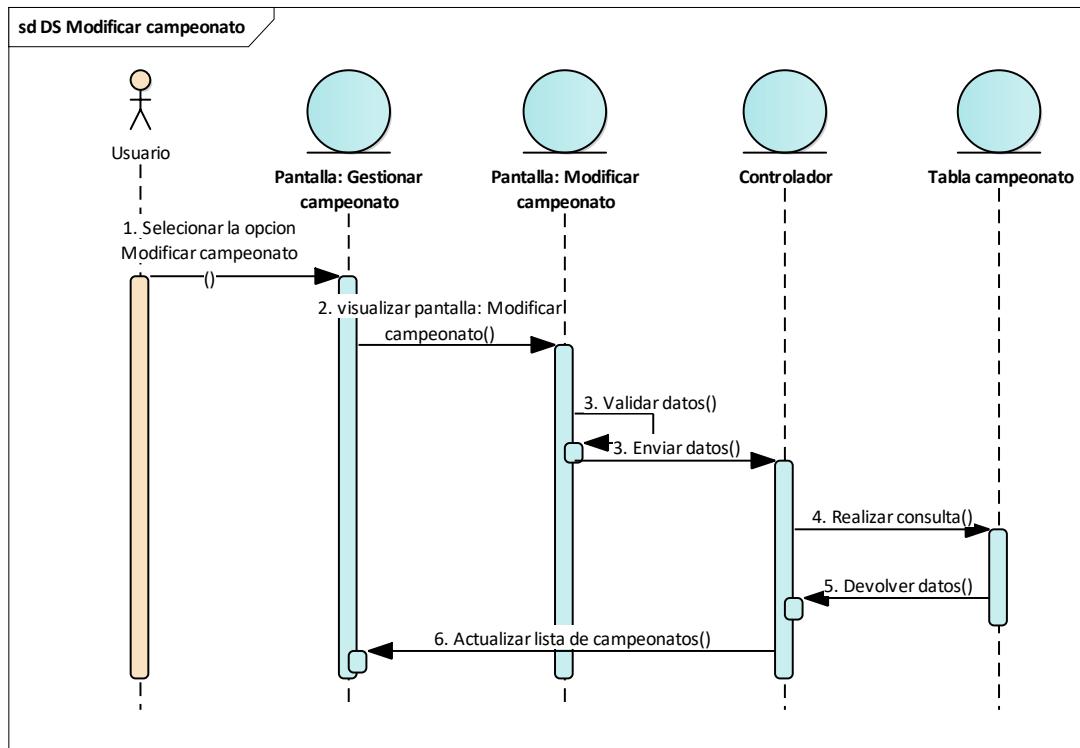 sd DS Modificar campeonato
Usuario
Pantalla: Gestionar
campeonato
Pantalla: Modificar
campeonato
Controlador
Tabla campeonato
1. Selecionar la opcion
Modificar campeonato
()
2. visualizar pantalla: Modificar
campeonato()
3. Validar datos()
3. Enviar datos()
4. Realizar consulta()
5. Devolver datos()
6. Actualizar lista de campeonatos()